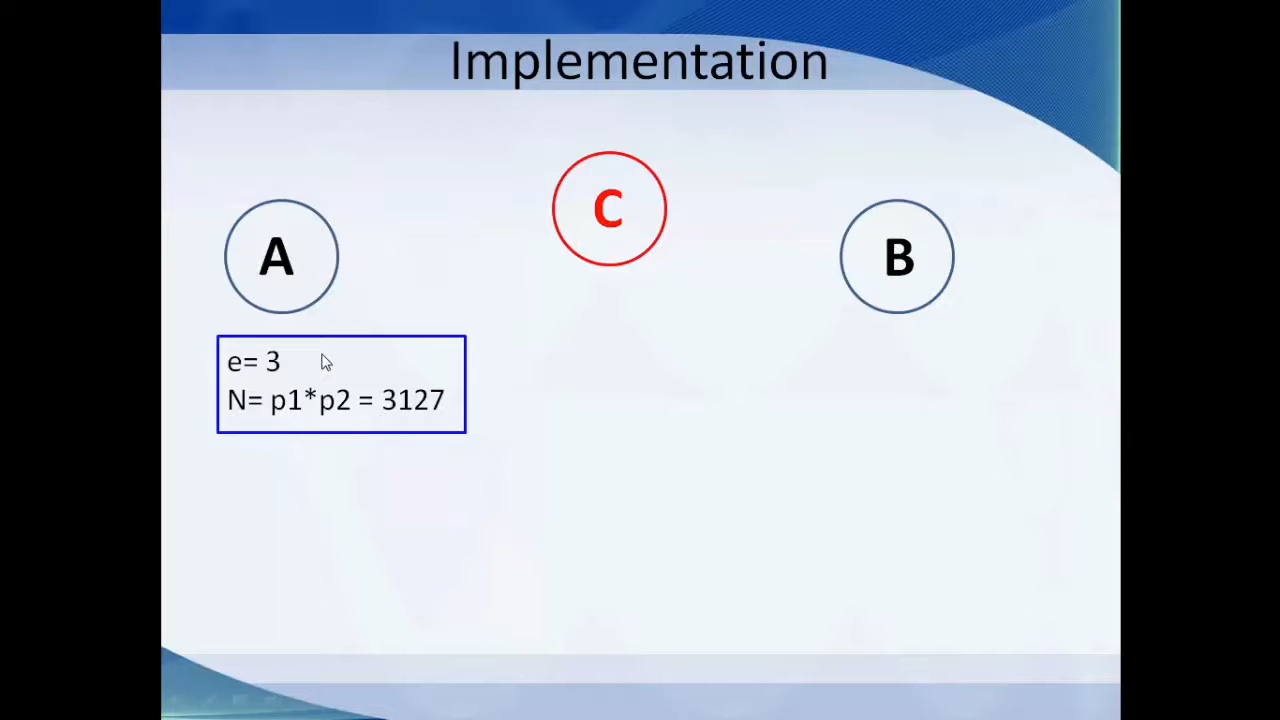 Implementation
C
A
B
e= 3
N= p1*p2 = 3127